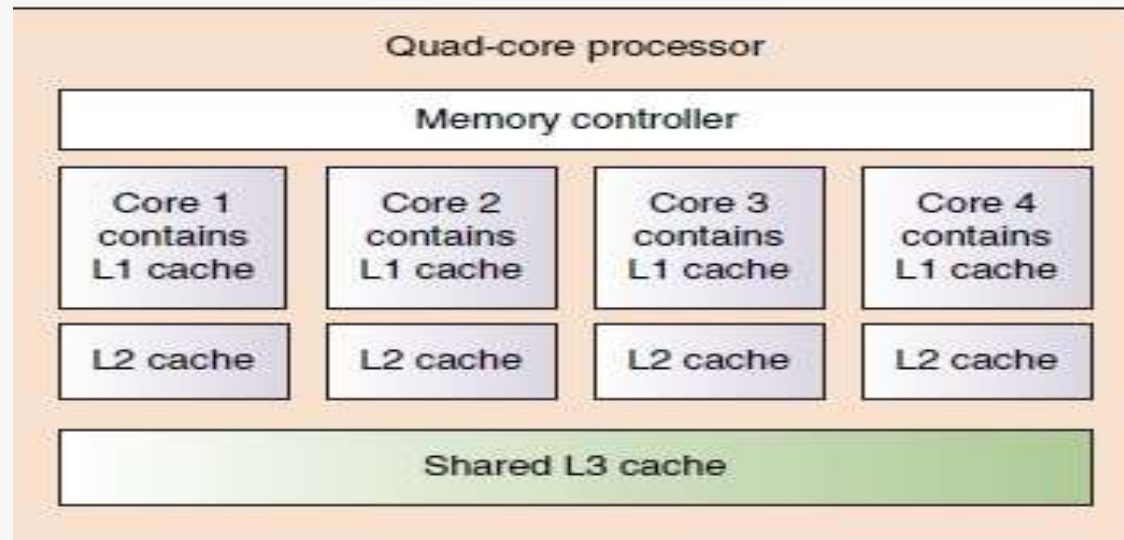 Quad-core processor
Memory controller
Core 1
contains
L1 cache
Core 2
contains
L1 cache
Core 3
contains
L1 cache
Core 4
contains
L1 cache
L2 cache
L2 cache
L2 cache
L2 cache
Shared L3 cache